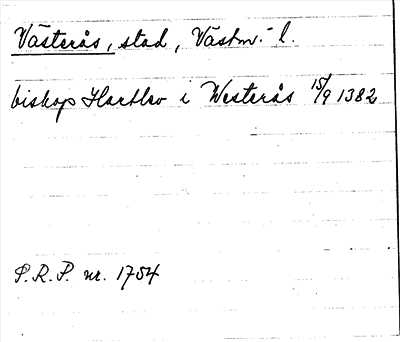 Västerås, stad, Västm.- l.
biskop Hartlev i Westerås 15/9 1382
P.R.P. nr. 1754